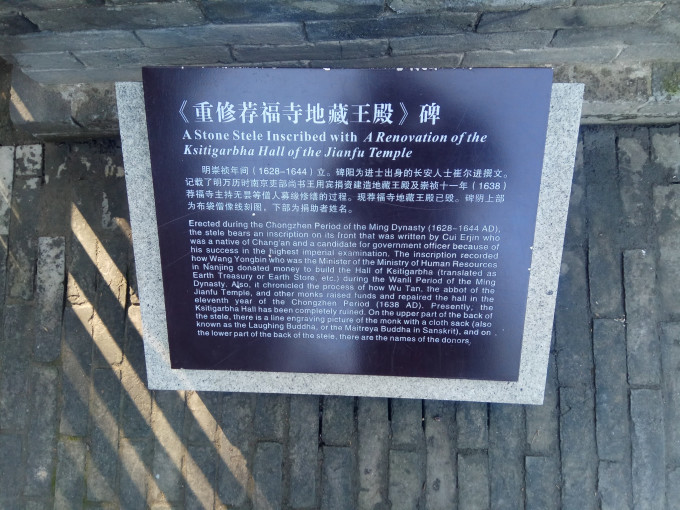 《重修荐福寺地藏王殿》碑
A Stone Stele Inscribed with A Renovation of the
Ksitigarbha Hall of the Jianfu Temple
明崇祯年间（1628-1644）立。碑阳为进士出身的长安人士崔尔进撰文。
记载了明万历时南京吏部尚书王用宾捐资建造地藏王殿及崇祯十一年（1638）
荐福寺主持无昙等僧人募缘修缮的过程。现荐福寺地藏王殿已毁。碑阴上部
为布袋僧像线刻图，下部为捐助者姓名。
Erected during the Chongzhen Period of the Ming Dynasty (1628-1644 AD),
the stele bears an inscription on its front that was written by Cui Erjin who
was a native of Chang'an and a candidate for government officer because of
his success in the highest imperial examination. The inscription recorded
how Wang Yongbin who was the Ministor of the Ministry of Human Resources
in Nanjing donated money to build the Hall of Ksitigarbha (translated as
Earth Treasury or Earth Store, etc.) during the Wanli Period of the Ming
Dynasty. Also, it chronicled the process of how Wu Tan, the abbot of the
Jianfu Temple, and other monks raised funds and repaired the hall in the
eleventh year of the Chongzhen Period (1638 AD). Presently, the
Ksitigarbha Hall has been completely ruined. On the upper part of the back of
the stele, there is a line engraving picture of the monk with a cloth sack (also
known as the Laughing Buddha, or the Maitreya Buddha in Sanskrit), and on
the lower part of the back of the stele, there are the names of the donors.